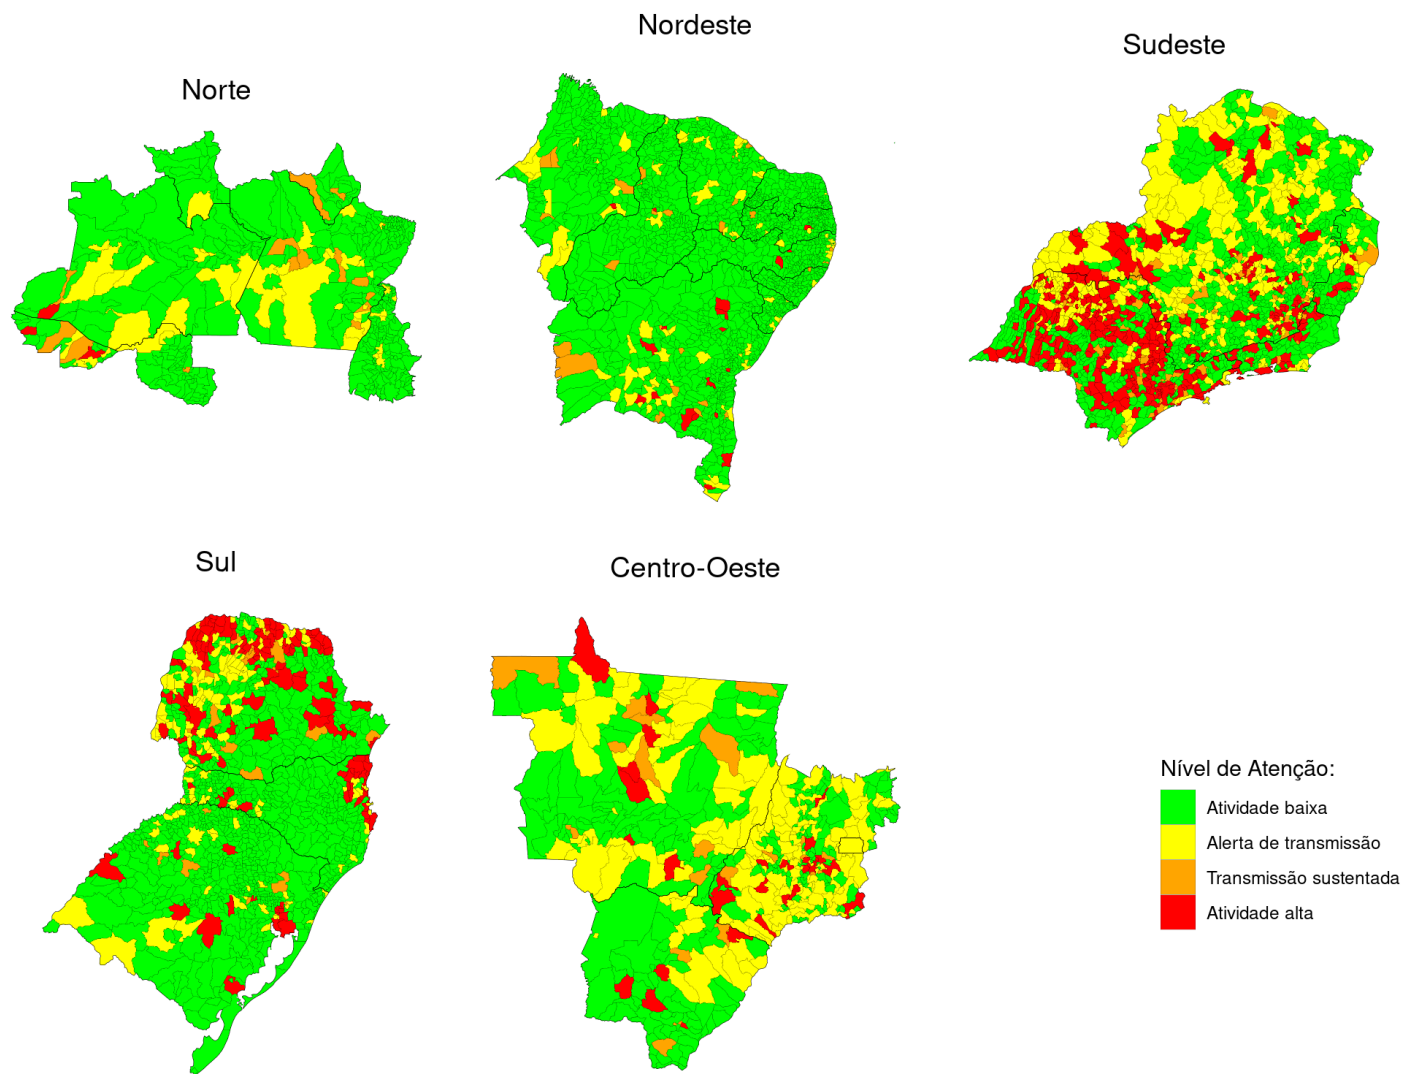 Norte
Nordeste
Sudeste
Sul
Centro-Oeste
Nível de Atenção:
Atividade baixa
Alerta de transmissão
Transmissão sustentada
Atividade alta